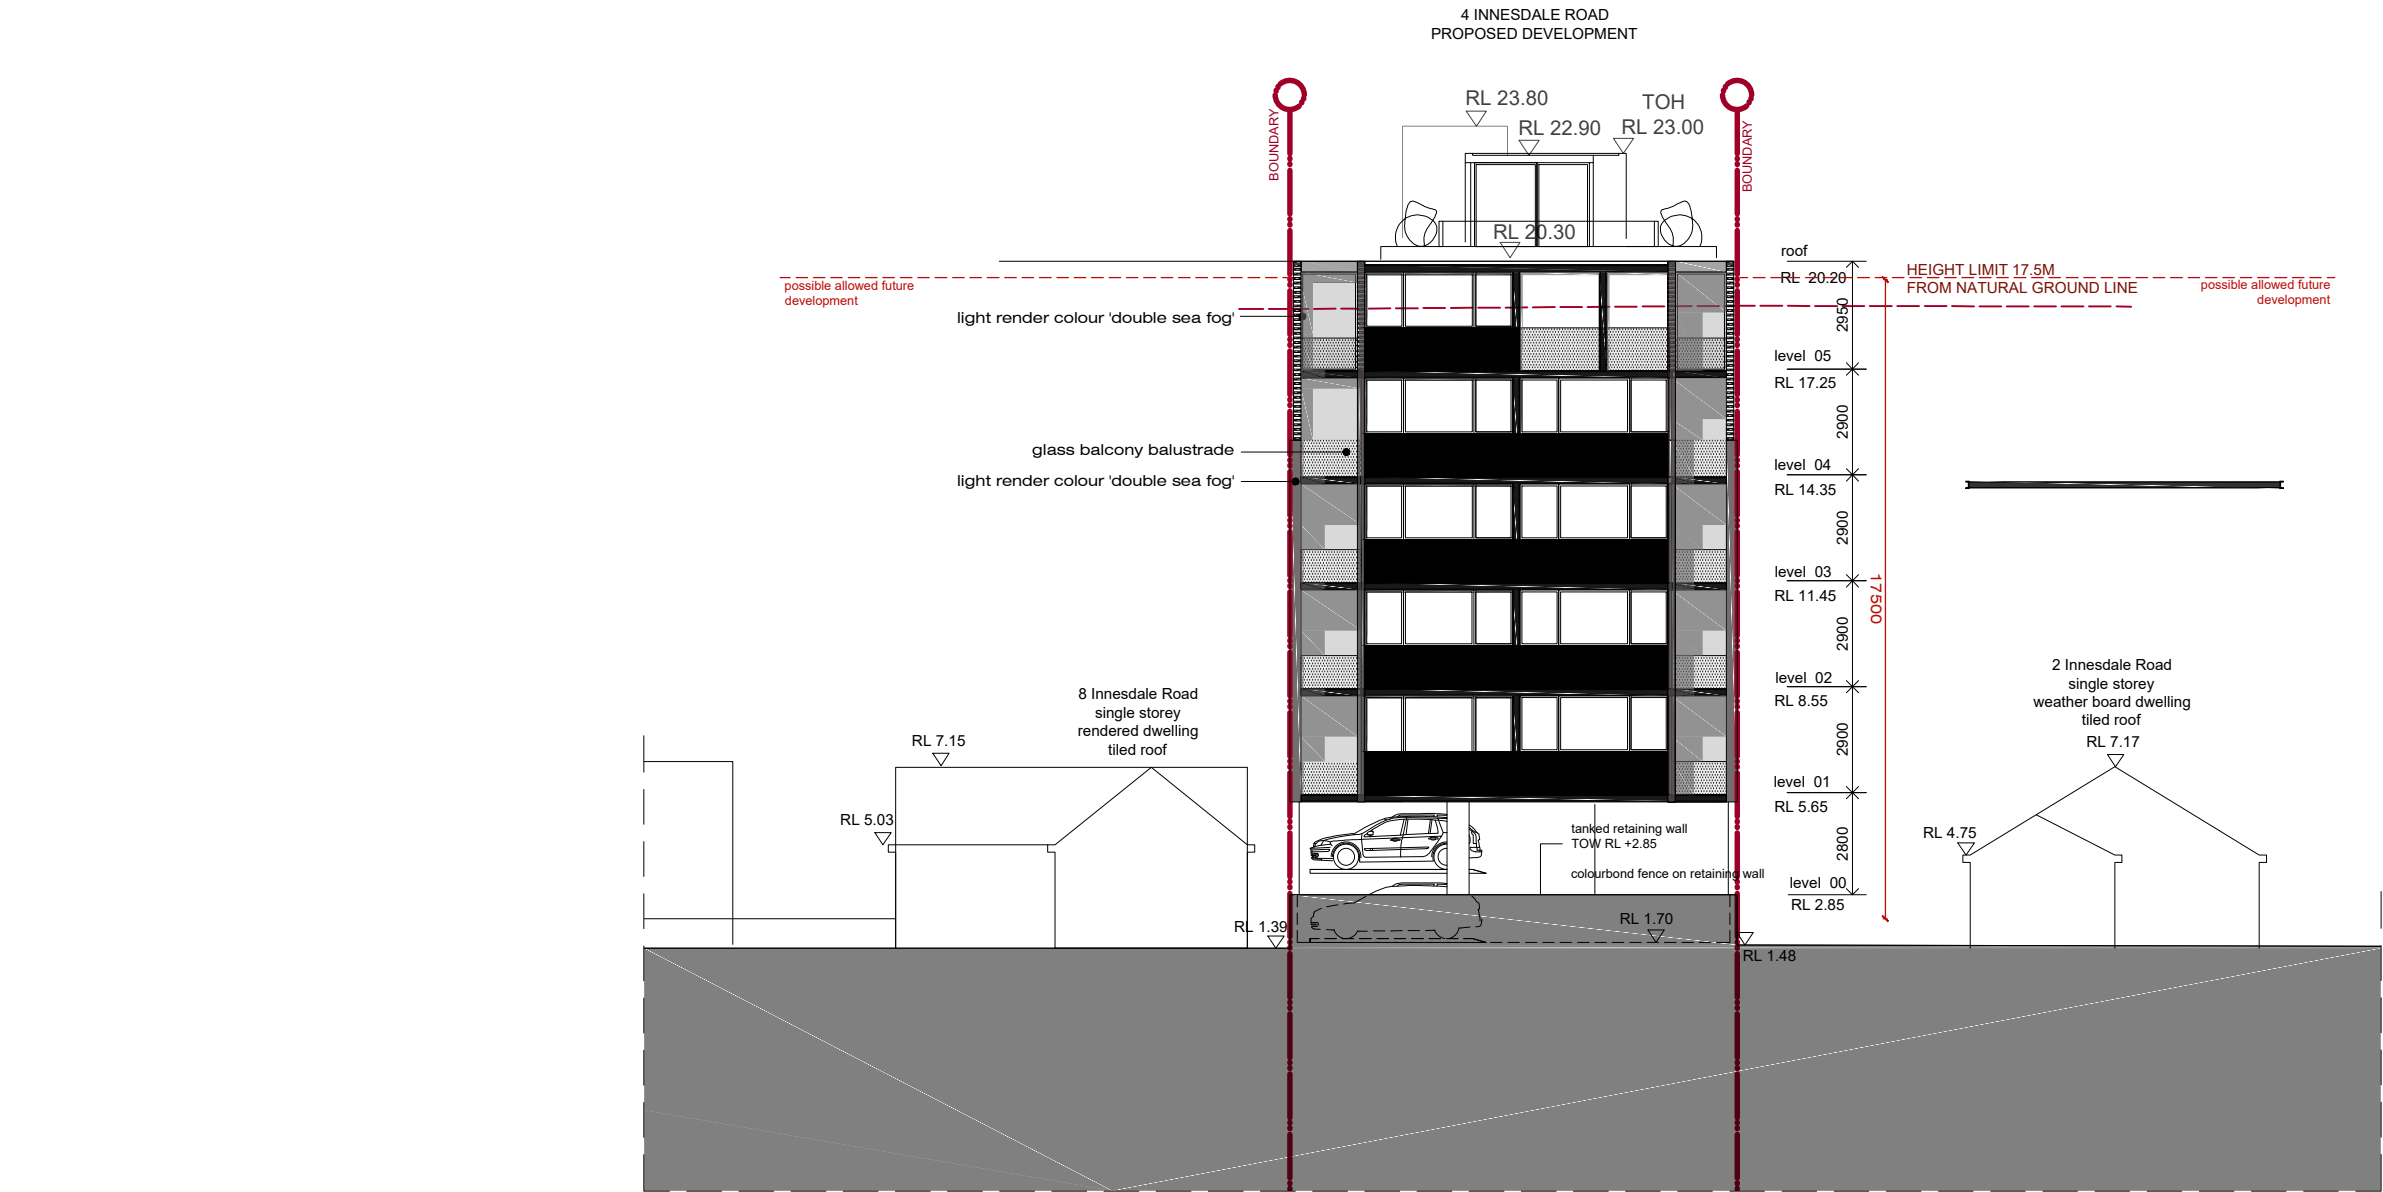 4 INNESDALE ROAD
PROPOSED DEVELOPMENT
BOUNDARY
RL 23.80
RL 22.90
TOH
RL 23.00
BOUNDARY
RL 20.30
roof
RL 20.20
HEIGHT LIMIT 17.5M
FROM NATURAL GROUND LINE
possible allowed future
development
possible allowed future
development
light render colour 'double sea fog'
2950
level 05
RL 17.25
2900
glass balcony balustrade
light render colour 'double sea fog'
level 04
RL 14.35
2900
level 03
RL 11.45
17500
2900
level 02
RL 8.55
2900
level 01
RL 5.65
2800
level 00
RL 2.85
8 Innesdale Road
single storey
rendered dwelling
tiled roof
RL 7.15
RL 5.03
2 Innesdale Road
single storey
weather board dwelling
tiled roof
RL 7.17
RL 4.75
tanked retaining wall
TOW RL +2.85
colourbond fence on retaining wall
RL 1.39
RL 1.70
RL 1.48